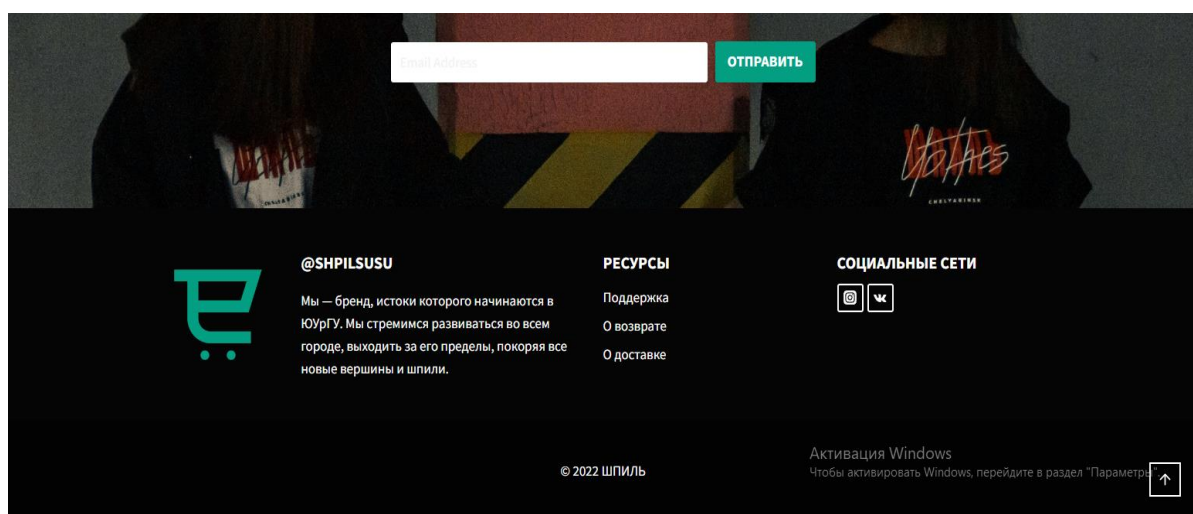 Email Address
ОТПРАВИТЬ
Clothes
CHELYABINSK
@SHPILSUSU
Мы — бренд, истоки которого начинаются в
ЮУрГУ. Мы стремимся развиваться во всем
городе, выходить за его пределы, покоряя все
новые вершины и шпили.
РЕСУРСЫ
Поддержка
О возврате
О доставке
СОЦИАЛЬНЫЕ СЕТИ
© 2022 ШПИЛЬ
Активация Windows
Чтобы активировать Windows, перейдите в раздел "Параметры".